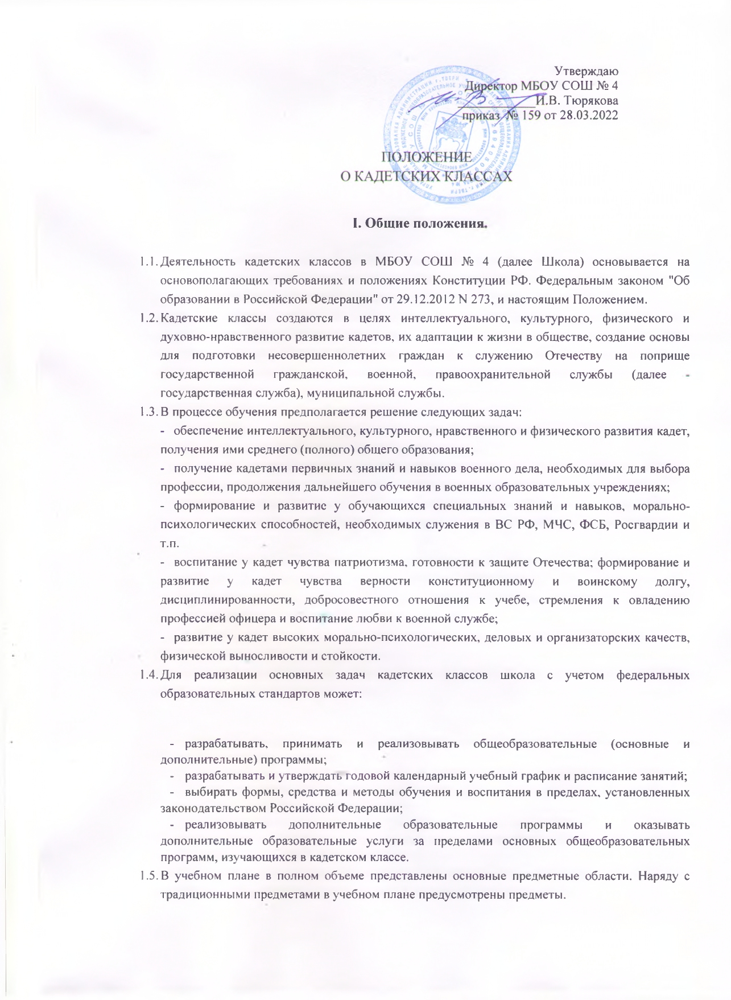 Утверждаю
Директор МБОУ СОШ № 4
____________И.В. Тюрякова
приказ № 159 от 28.03.2022
ПОЛОЖЕНИЕ
О КАДЕТСКИХ КЛАССАХ
I. Общие положения.
1.1. Деятельность кадетских классов в МБОУ СОШ № 4 (далее Школа) основывается на
основополагающих требованиях и положениях Конституции РФ. Федеральным законом "Об
образовании в Российской Федерации" от 29.12.2012 N 273, и настоящим Положением.
1.2. Кадетские классы создаются в целях интеллектуального, культурного, физического и
духовно-нравственного развитие кадетов, их адаптации к жизни в обществе, создание основы
для подготовки несовершеннолетних граждан к служению Отечеству на поприще
государственной гражданской, военной, правоохранительной службы (далее -
государственная служба), муниципальной службы.
1.3. В процессе обучения предполагается решение следующих задач:
- обеспечение интеллектуального, культурного, нравственного и физического развития кадет,
получения ими среднего (полного) общего образования;
- получение кадетами первичных знаний и навыков военного дела, необходимых для выбора
профессии, продолжения дальнейшего обучения в военных образовательных учреждениях;
- формирование и развитие у обучающихся специальных знаний и навыков, морально-
психологических способностей, необходимых служения в ВС РФ, МЧС, ФСБ, Росгвардии и
т.п.
- воспитание у кадет чувства патриотизма, готовности к защите Отечества; формирование и
развитие у кадет чувства верности конституционному и воинскому долгу,
дисциплинированности, добросовестного отношения к учебе, стремления к овладению
профессией офицера и воспитание любви к военной службе;
- развитие у кадет высоких морально-психологических, деловых и организаторских качеств,
физической выносливости и стойкости.
1.4. Для реализации основных задач кадетских классов школа с учетом федеральных
образовательных стандартов может:
- разрабатывать, принимать и реализовывать общеобразовательные (основные и
дополнительные) программы;
- разрабатывать и утверждать годовой календарный учебный график и расписание занятий;
- выбирать формы, средства и методы обучения и воспитания в пределах, установленных
законодательством Российской Федерации;
- реализовывать дополнительные образовательные программы и оказывать
дополнительные образовательные услуги за пределами основных общеобразовательных
программ, изучающихся в кадетском классе.
1.5. В учебном плане в полном объеме представлены основные предметные области. Наряду с
традиционными предметами в учебном плане предусмотрены предметы.